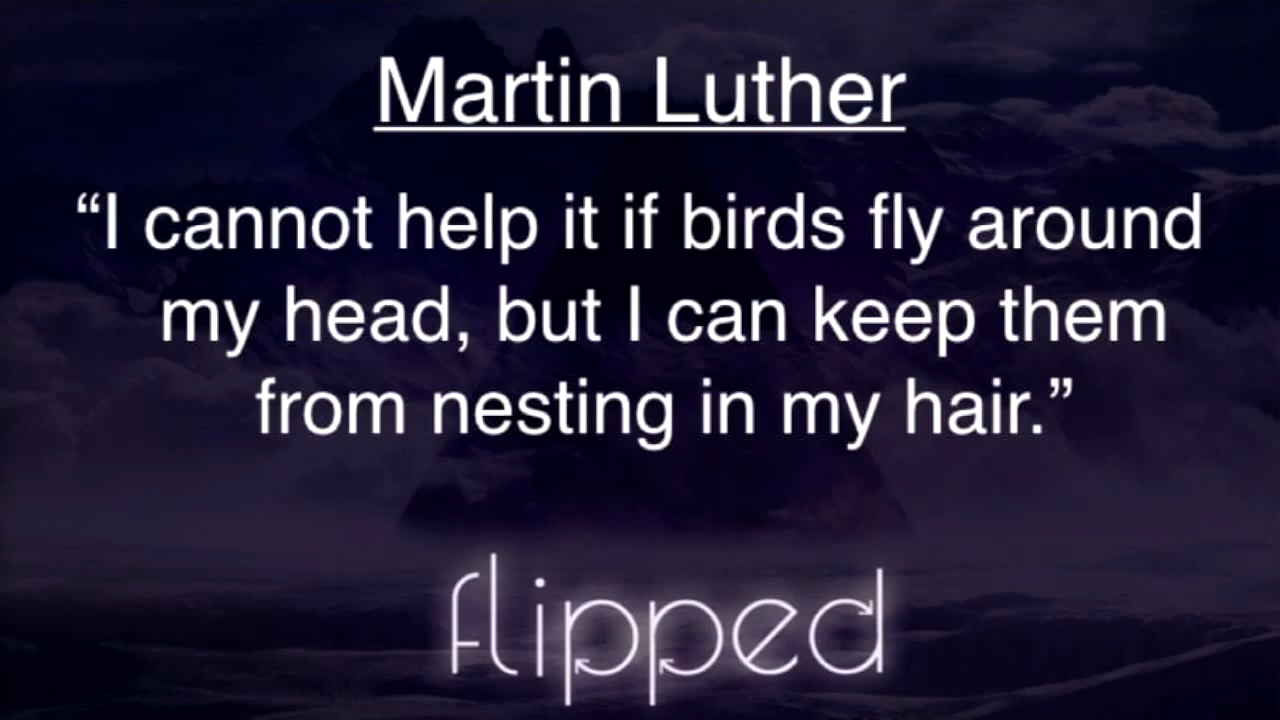 Martin Luther
“I cannot help it if birds fly around
my head, but I can keep them
from nesting in my hair.”
flipped